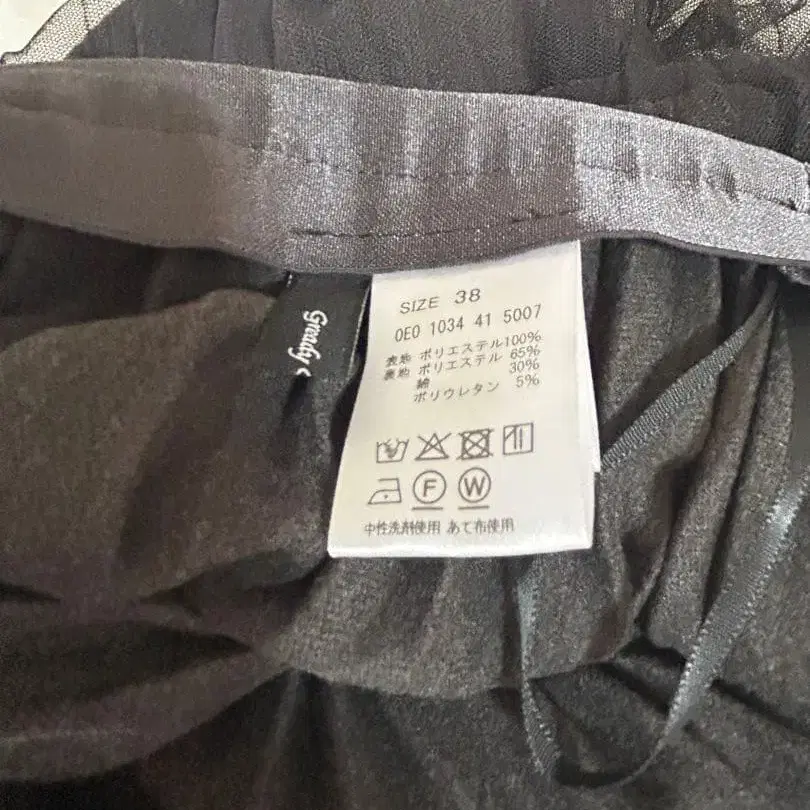 Gready
SIZE 38
0E0 1034 41 5007
表地 ポリエステル100%
裏地 ポリエステル 65%
綿 30%
ポリウレタン 5%
F W
中性洗剤使用 あて布使用